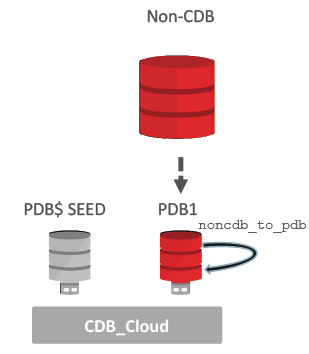 Non-CDB
PDB$ SEED
PDB1
noncdb_to_pdb
CDB_Cloud